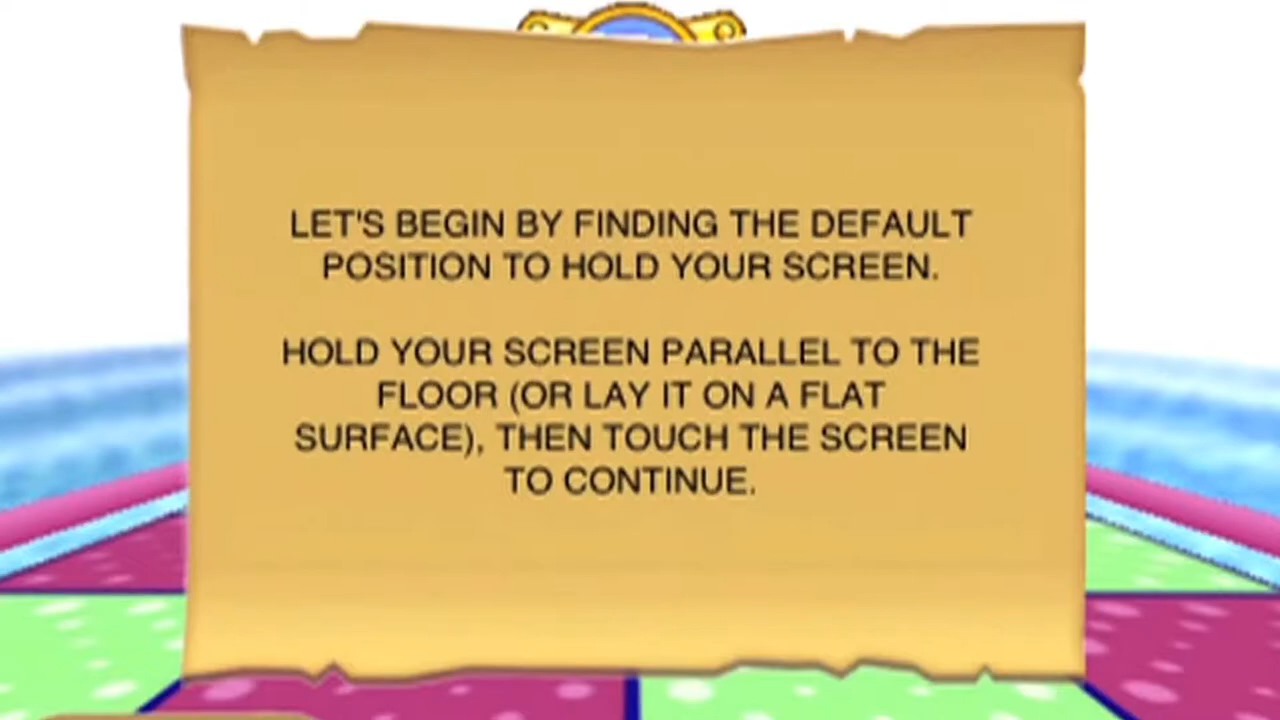 LET'S BEGIN BY FINDING THE DEFAULT
POSITION TO HOLD YOUR SCREEN.
HOLD YOUR SCREEN PARALLEL TO THE
FLOOR (OR LAY IT ON A FLAT
SURFACE), THEN TOUCH THE SCREEN
TO CONTINUE.